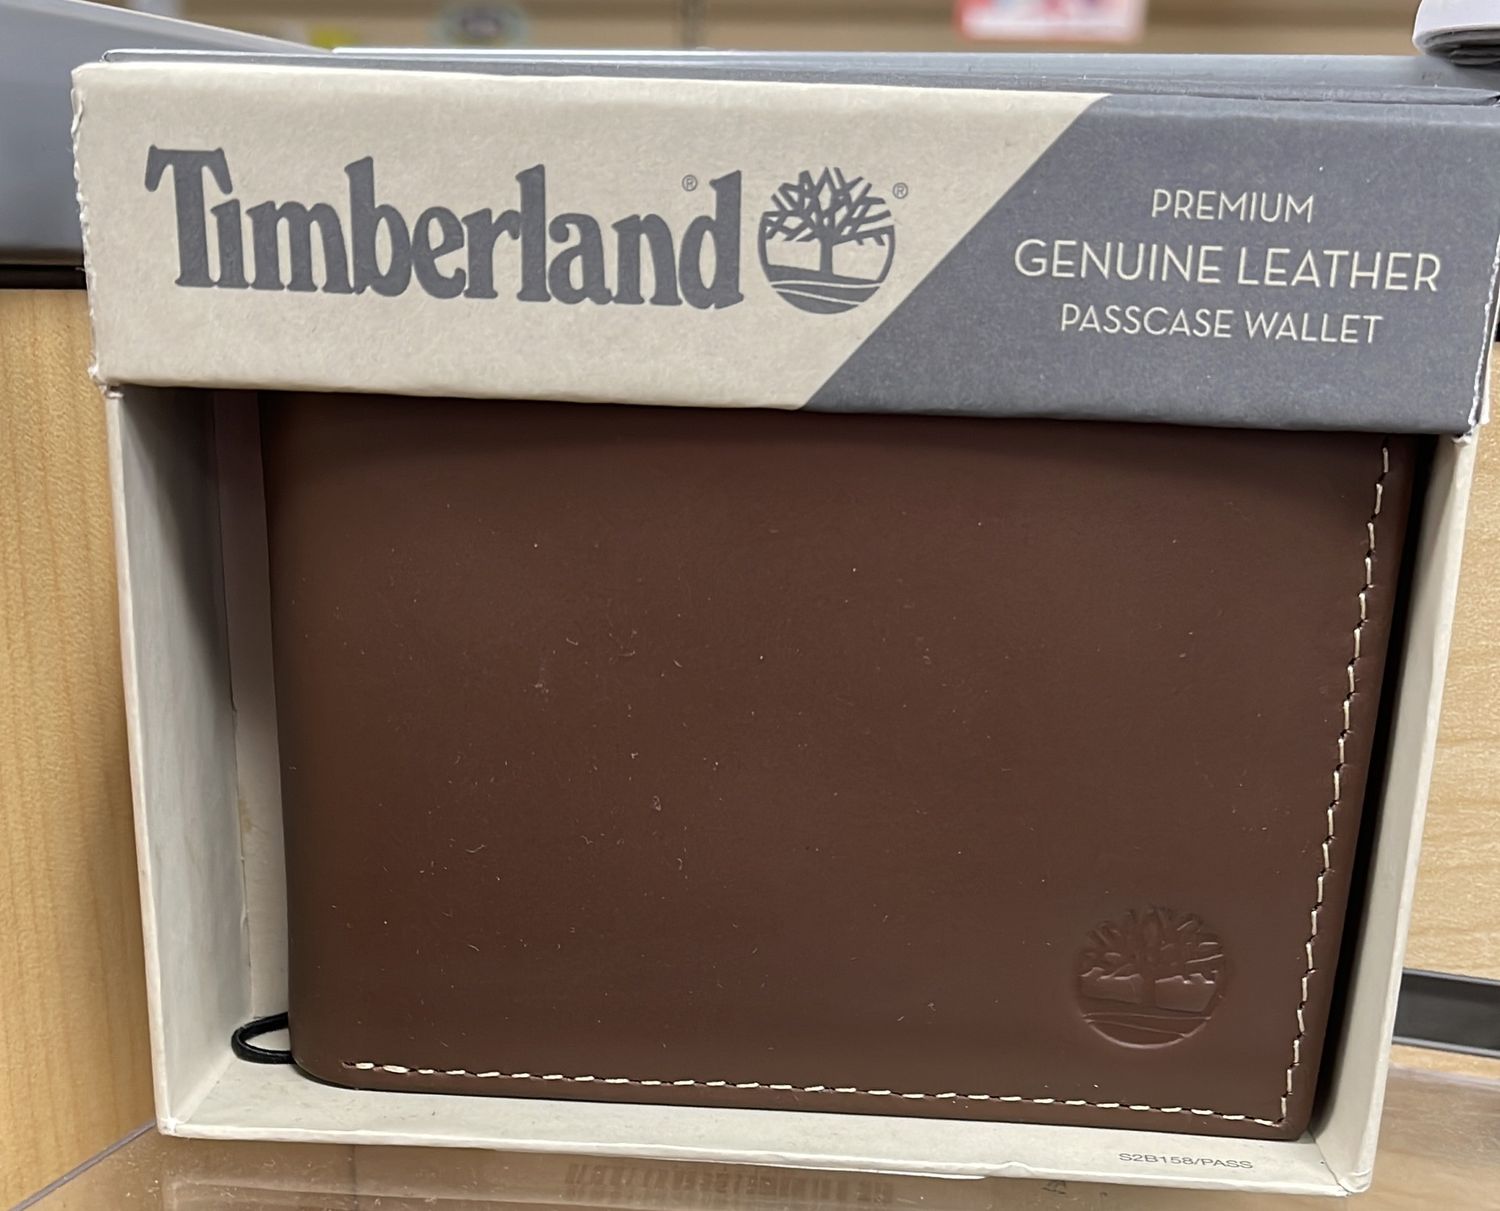 Timberland®
®
PREMIUM
GENUINE LEATHER
PASSCASE WALLET
S2B158/PASS